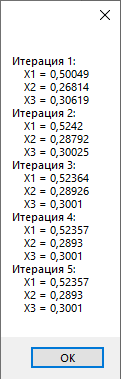 Итерация 1:
X1 = 0,50049
X2 = 0,26814
X3 = 0,30619
Итерация 2:
X1 = 0,5242
X2 = 0,28792
X3 = 0,30025
Итерация 3:
X1 = 0,52364
X2 = 0,28926
X3 = 0,3001
Итерация 4:
X1 = 0,52357
X2 = 0,2893
X3 = 0,3001
Итерация 5:
X1 = 0,52357
X2 = 0,2893
X3 = 0,3001
OK